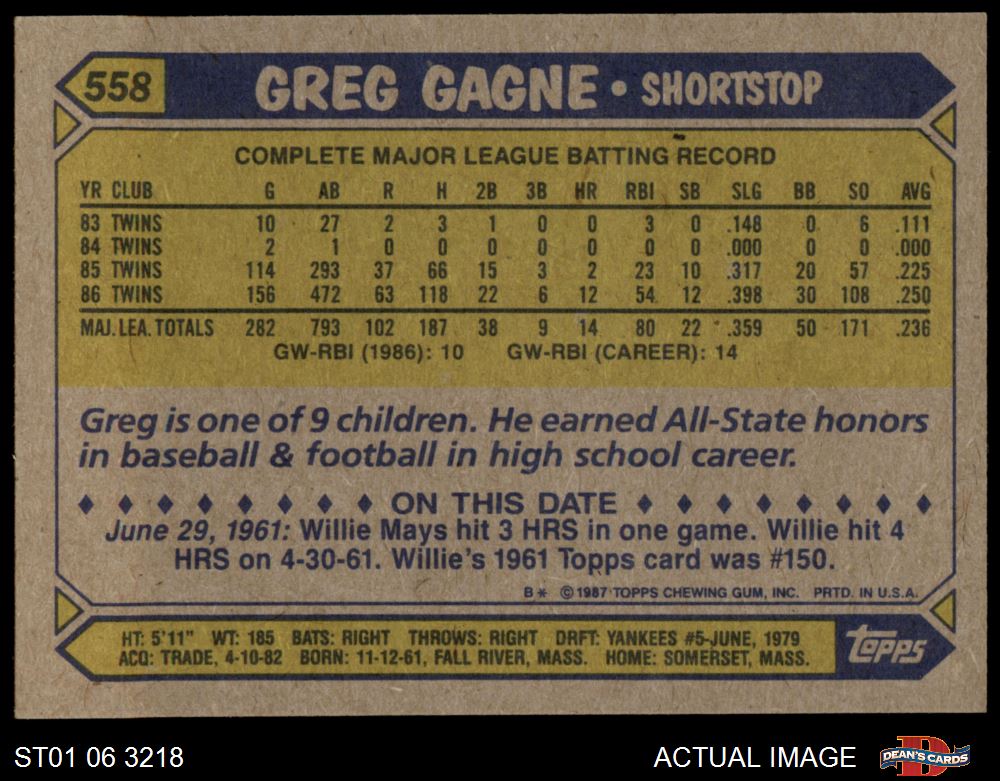 558 GREG GAGNE • SHORTSTOP
COMPLETE MAJOR LEAGUE BATTING RECORD
YR CLUB G AB R H 2B 3B HR RBI SB SLG BB SO AVG
83 TWINS 10 27 2 3 1 0 0 3 0 .148 0 6 .111
84 TWINS 2 1 0 0 0 0 0 0 0 .000 0 0 .000
85 TWINS 114 293 37 66 15 3 2 23 10 .317 20 57 .225
86 TWINS 156 472 63 118 22 6 12 54 12 .398 30 108 .250
MAJ. LEA. TOTALS 282 793 102 187 38 9 14 80 22 .359 50 171 .236
GW-RBI (1986): 10 GW-RBI (CAREER): 14
Greg is one of 9 children. He earned All-State honors
in baseball & football in high school career.
♦ ♦ ♦ ♦ ♦ ♦ ♦ ♦ ON THIS DATE ♦ ♦ ♦ ♦ ♦ ♦ ♦ ♦
June 29, 1961: Willie Mays hit 3 HRS in one game. Willie hit 4
HRS on 4-30-61. Willie's 1961 Topps card was #150.
B* ©1987 TOPPS CHEWING GUM, INC. PRTD. IN U.S.A.
HT: 5'11" WT: 185 BATS: RIGHT THROWS: RIGHT DRFT: YANKEES #5-JUNE, 1979
ACQ: TRADE, 4-10-82 BORN: 11-12-61, FALL RIVER, MASS. HOME: SOMERSET, MASS.
topps
ST01 06 3218
ACTUAL IMAGE
D
DEAN'S CARDS